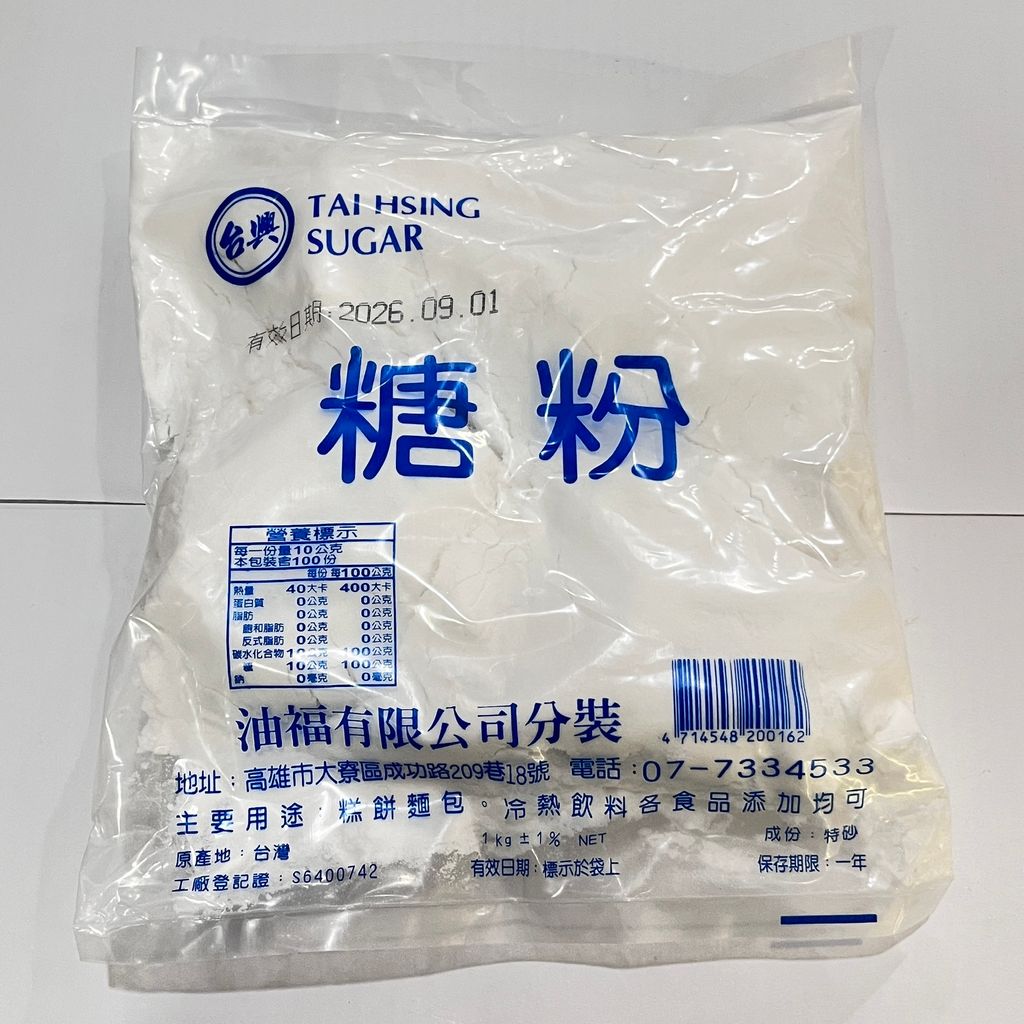 台興
TAI HSING
SUGAR
有效日期:2026.09.01
糖粉
營養標示
每一份量10公克
本包裝含100份
每份 每100公克
熱量 40大卡 400大卡
蛋白質 0公克 0公克
脂肪 0公克 0公克
飽和脂肪 0公克 0公克
反式脂肪 0公克 0公克
碳水化合物 10公克 100公克
糖 10公克 100公克
鈉 0毫克 0毫克
4 714548 200162
油福有限公司分裝
地址:高雄市大寮區成功路209巷18號 電話:07-7334533
主要用途:糕餅麵包。冷熱飲料各食品添加均可
1kg±1% NET 成份:特砂
原產地:台灣 有效日期:標示於袋上 保存期限:一年
工廠登記證:S6400742